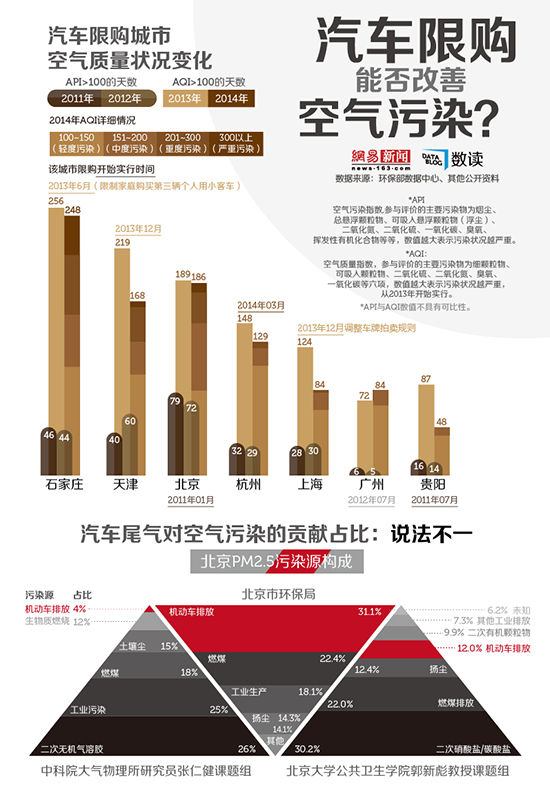 汽车限购城市
空气质量状况变化
API>100的天数
AQI>100的天数
2011年
2012年
2013年
2014年
2014年AQI详细情况
100~150
(轻度污染)
151~200
(中度污染)
201~300
(重度污染)
300以上
(严重污染)
该城市限购开始实行时间
汽车限购
能否改善
空气污染?
网易新闻
news·163.com
DATA
BLOG
数读
数据来源:环保部数据中心、其他公开资料
*API
空气污染指数,参与评价的主要污染物为烟尘、
总悬浮颗粒物、可吸人悬浮颗粒物(浮尘)、
二氧化氮、二氧化硫、一氧化碳、臭氧、
挥发性有机化合物等等,数值越大表示污染状况越严重。
*AQI:
空气质量指数,参与评价的主要污染物为细颗粒物、
可吸人颗粒物、二氧化硫、二氧化氮、臭氧、
一氧化碳等六项,数值越大表示污染状况越严重,
从2013年开始实行。
*API与AQI数值不具有可比性。
2013年6月(限制家庭购买第三辆个人用小客车)
256
248
46
44
石家庄
2013年12月
219
168
40
60
天津
189
186
79
72
北京
2011年01月
2014年03月
148
129
32
29
杭州
2013年12月调整车牌拍卖规则
124
84
28
30
上海
72
84
6
5
广州
2012年07月
87
48
16
14
贵阳
2011年07月
汽车尾气对空气污染的贡献占比:说法不一
北京PM2.5污染源构成
污染源
占比
机动车排放 4%
生物质燃烧 12%
土壤尘 15%
燃煤 18%
工业污染 25%
二次无机气溶胶 26%
中科院大气物理所研究员张仁健课题组
北京市环保局
机动车排放 31.1%
燃煤 22.4%
工业生产 18.1%
扬尘 14.3%
14.1%
其他
6.2% 未知
7.3% 其他工业排放
9.9% 二次有机颗粒物
12.0% 机动车排放
12.4% 扬尘
22.0% 燃煤排放
30.2% 二次硝酸盐/碳酸盐
北京大学公共卫生学院郭新彪教授课题组